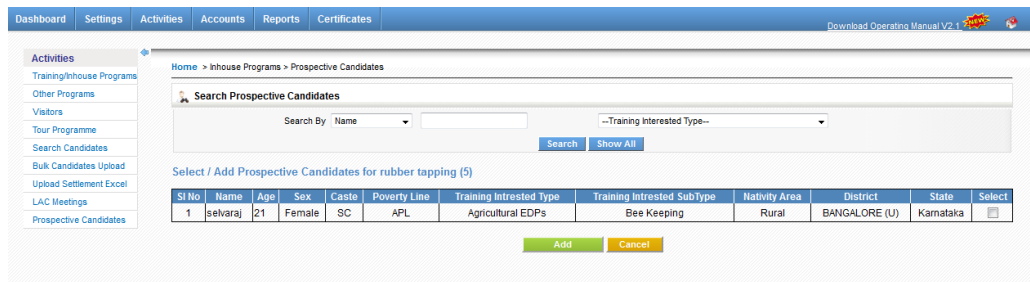 Dashboard Settings Activities Accounts Reports Certificates
Download Operating Manual V2.1 NEW
Activities
Training/Inhouse Programs
Other Programs
Visitors
Tour Programme
Search Candidates
Bulk Candidates Upload
Upload Settlement Excel
LAC Meetings
Prospective Candidates
Home > Inhouse Programs > Prospective Candidates
Search Prospective Candidates
Search By Name --Training Interested Type--
Search Show All
Select / Add Prospective Candidates for rubber tapping (5)
Sl No Name Age Sex Caste Poverty Line Training Intrested Type Training Intrested SubType Nativity Area District State Select
1 selvaraj 21 Female SC APL Agricultural EDPs Bee Keeping Rural BANGALORE (U) Karnataka
Add Cancel